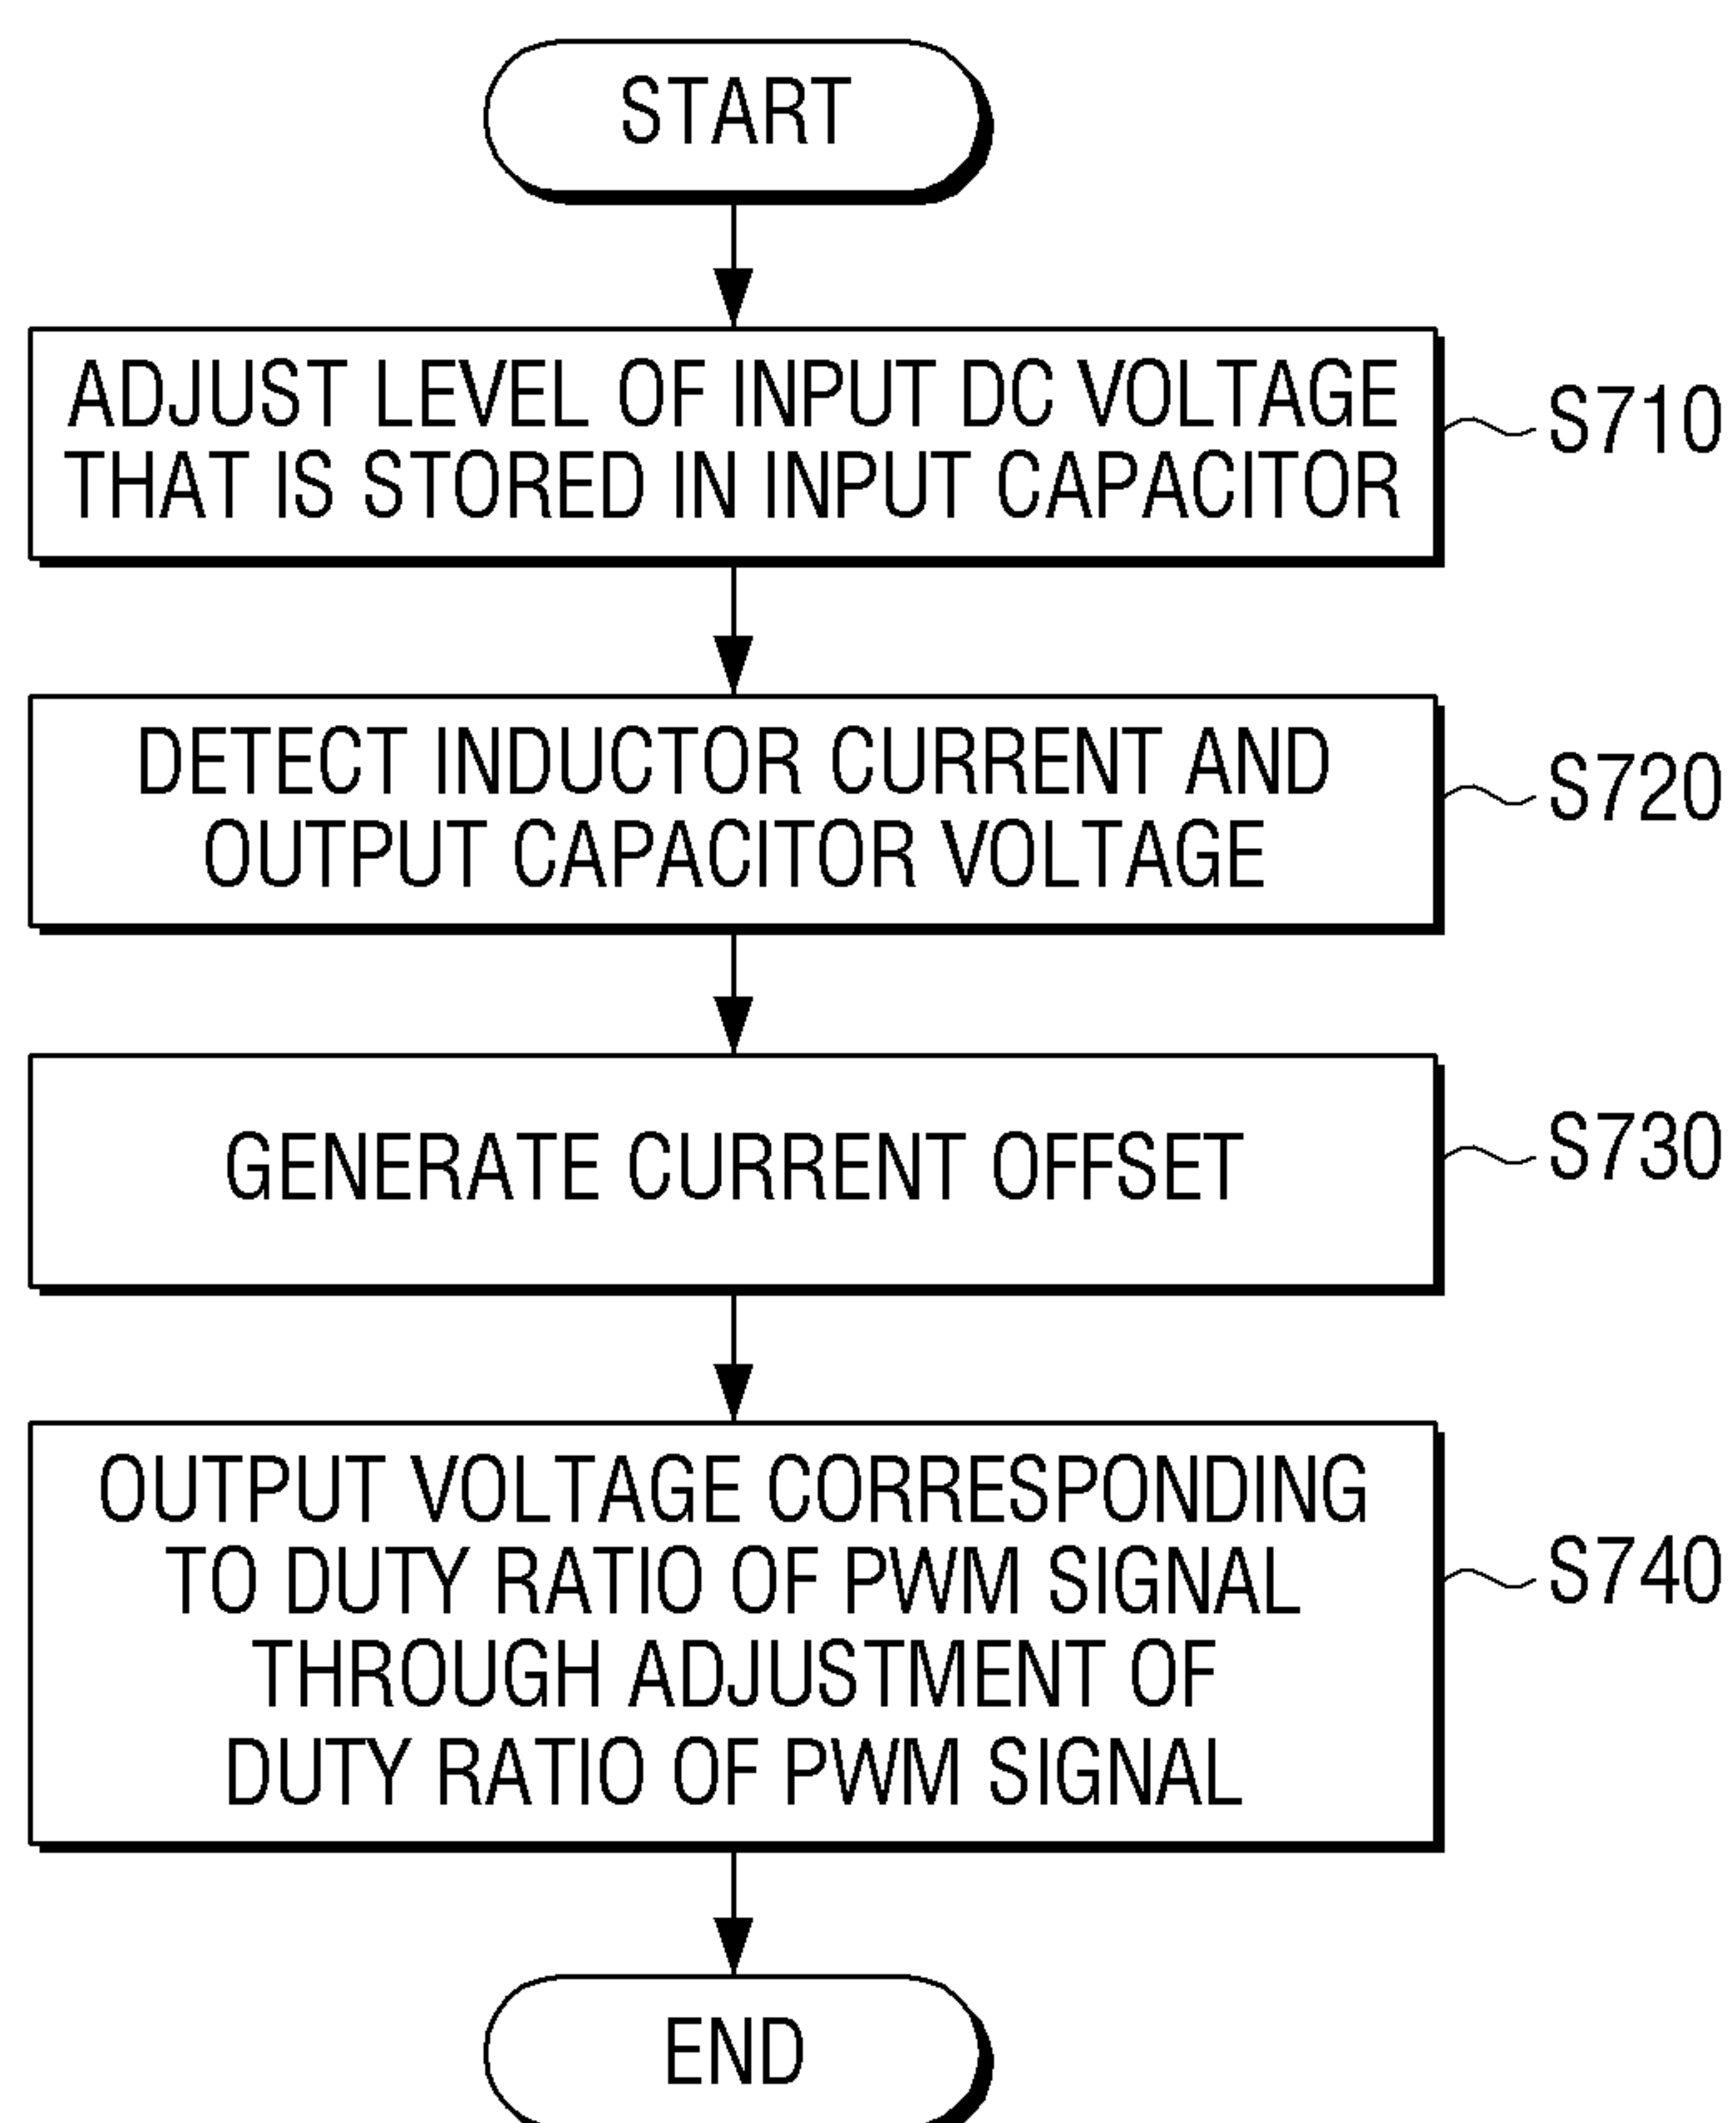 START
ADJUST LEVEL OF INPUT DC VOLTAGE
THAT IS STORED IN INPUT CAPACITOR
S710
DETECT INDUCTOR CURRENT AND
OUTPUT CAPACITOR VOLTAGE
S720
GENERATE CURRENT OFFSET
S730
OUTPUT VOLTAGE CORRESPONDING
TO DUTY RATIO OF PWM SIGNAL
THROUGH ADJUSTMENT OF
DUTY RATIO OF PWM SIGNAL
S740
END